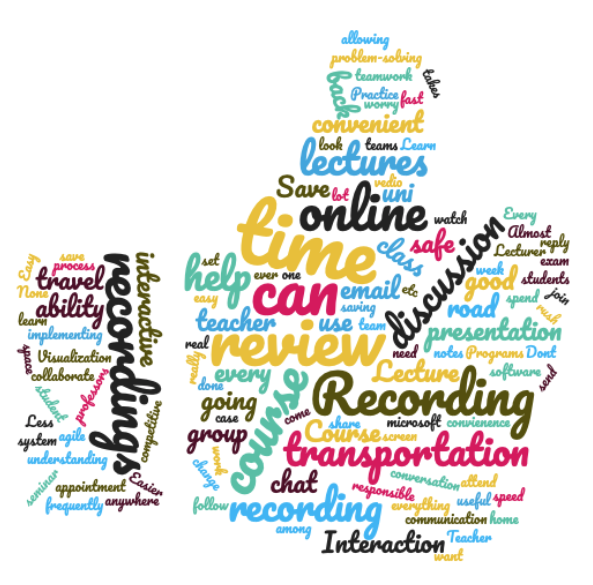 allowing
problem-solving
teamwork
takes
back
Practice
worry
fast
convenient
look
teams
Learn
lectures
Save
lot
vedio
uni
time
online
watch
Every
Almost
Lecturer
reply
exam
students
join
rush
class
safe
discussion
set
help
ever
one
email
etc
week
good
spend
easy
can
saving
road
teacher
use
team
presentation
real
review
need
notes
Programs
Dont
really
every
Lecture
software
send
done
course
Recording
going
case
come
share
Course
screen
microsoft
convienence
group
work
transportation
change
chat
responsible
conversation
attend
everything
useful
speed
follow
recording
among
communication
home
Interaction
Teacher
want
Easy
save
process
None
travel
recordings
interactive
ability
learn
implementing
space
Visualization
collaborate
professors
student
competitive
Less
system
agile
understanding
seminar
appointment
Easier
frequently
anywhere